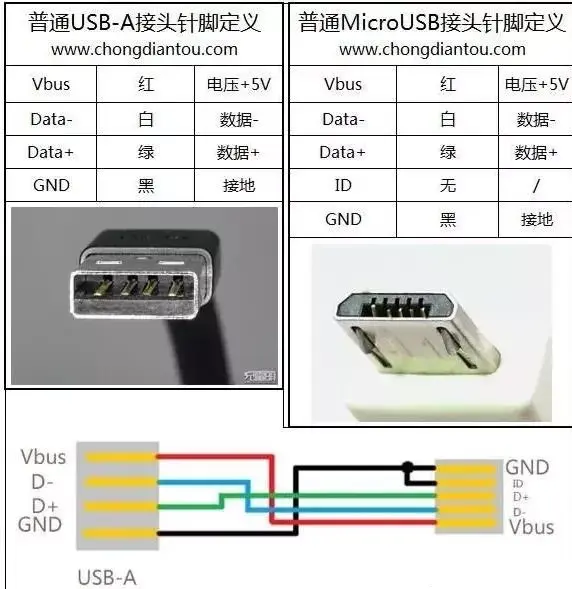 普通USB-A接头针脚定义
www.chongdiantou.com
Vbus 红 电压+5V
Data- 白 数据-
Data+ 绿 数据+
GND 黑 接地
普通MicroUSB接头针脚定义
www.chongdiantou.com
Vbus 红 电压+5V
Data- 白 数据-
Data+ 绿 数据+
ID 无 /
GND 黑 接地
充电头
Vbus
D-
D+
GND
USB-A
GND
ID
D+
D-
Vbus